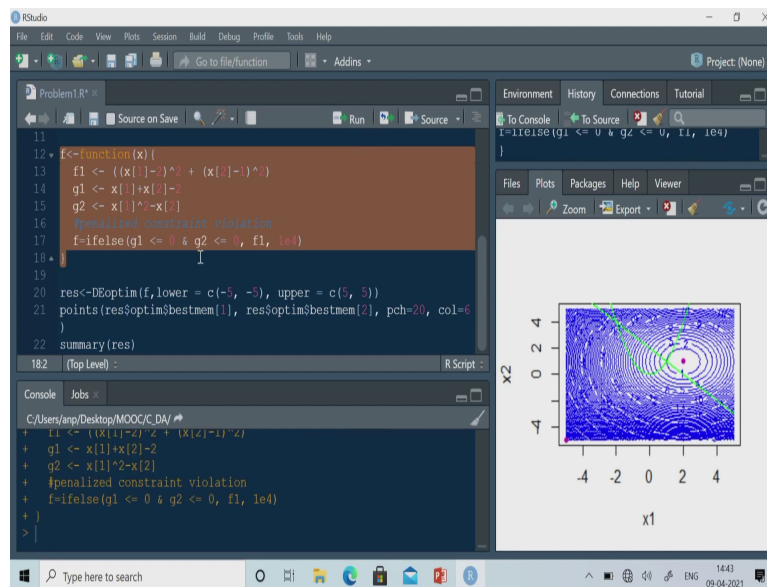 RStudio
File Edit Code View Plots Session Build Debug Profile Tools Help
Go to file/function
Addins
Project: (None)
Problem1.R*
Source on Save
Run
Source
11
12 f<-function(x){
13 f1 <- ((x[1]-2)^2 + (x[2]-1)^2)
14 g1 <- x[1]+x[2]-2
15 g2 <- x[1]^2-x[2]
16 #penalized constraint violation
17 f=ifelse(g1 <= 0 & g2 <= 0, f1, 1e4)
18 }
19
20 res<-DEoptim(f,lower = c(-5, -5), upper = c(5, 5))
21 points(res$optim$bestmem[1], res$optim$bestmem[2], pch=20, col=6
)
22 summary(res)
18:2 (Top Level) R Script
Console Jobs
C:/Users/anp/Desktop/MOOC/C_DA/
+ f1 <- ((x[1]-2)^2 + (x[2]-1)^2)
+ g1 <- x[1]+x[2]-2
+ g2 <- x[1]^2-x[2]
+ #penalized constraint violation
+ f=ifelse(g1 <= 0 & g2 <= 0, f1, 1e4)
+ }
>
Environment History Connections Tutorial
To Console To Source
f=ifelse(g1 <= 0 & g2 <= 0, f1, 1e4)
}
Files Plots Packages Help Viewer
Zoom Export
x2
4
2
0
-4
-4 -2 0 2 4
x1
Type here to search
ENG
14:43
09-04-2021